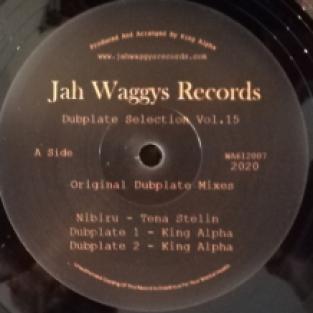 Produced And Arranged By King Alpha
www.jahwaggysrecords.com
Jah Waggys Records
Dubplate Selection Vol.15
A Side
WA612007
2020
Original Dubplate Mixes
Nibiru - Tena Stelin
Dubplate 1 - King Alpha
Dubplate 2 - King Alpha